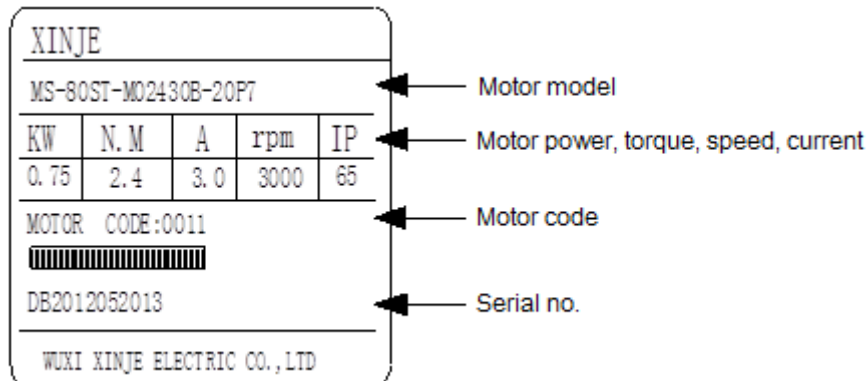 XINJE
MS-80ST-M02430B-20P7
Motor model
KW N.M A rpm IP
Motor power, torque, speed, current
0.75 2.4 3.0 3000 65
MOTOR CODE:0011
Motor code
DB2012052013
Serial no.
WUXI XINJE ELECTRIC CO.,LTD